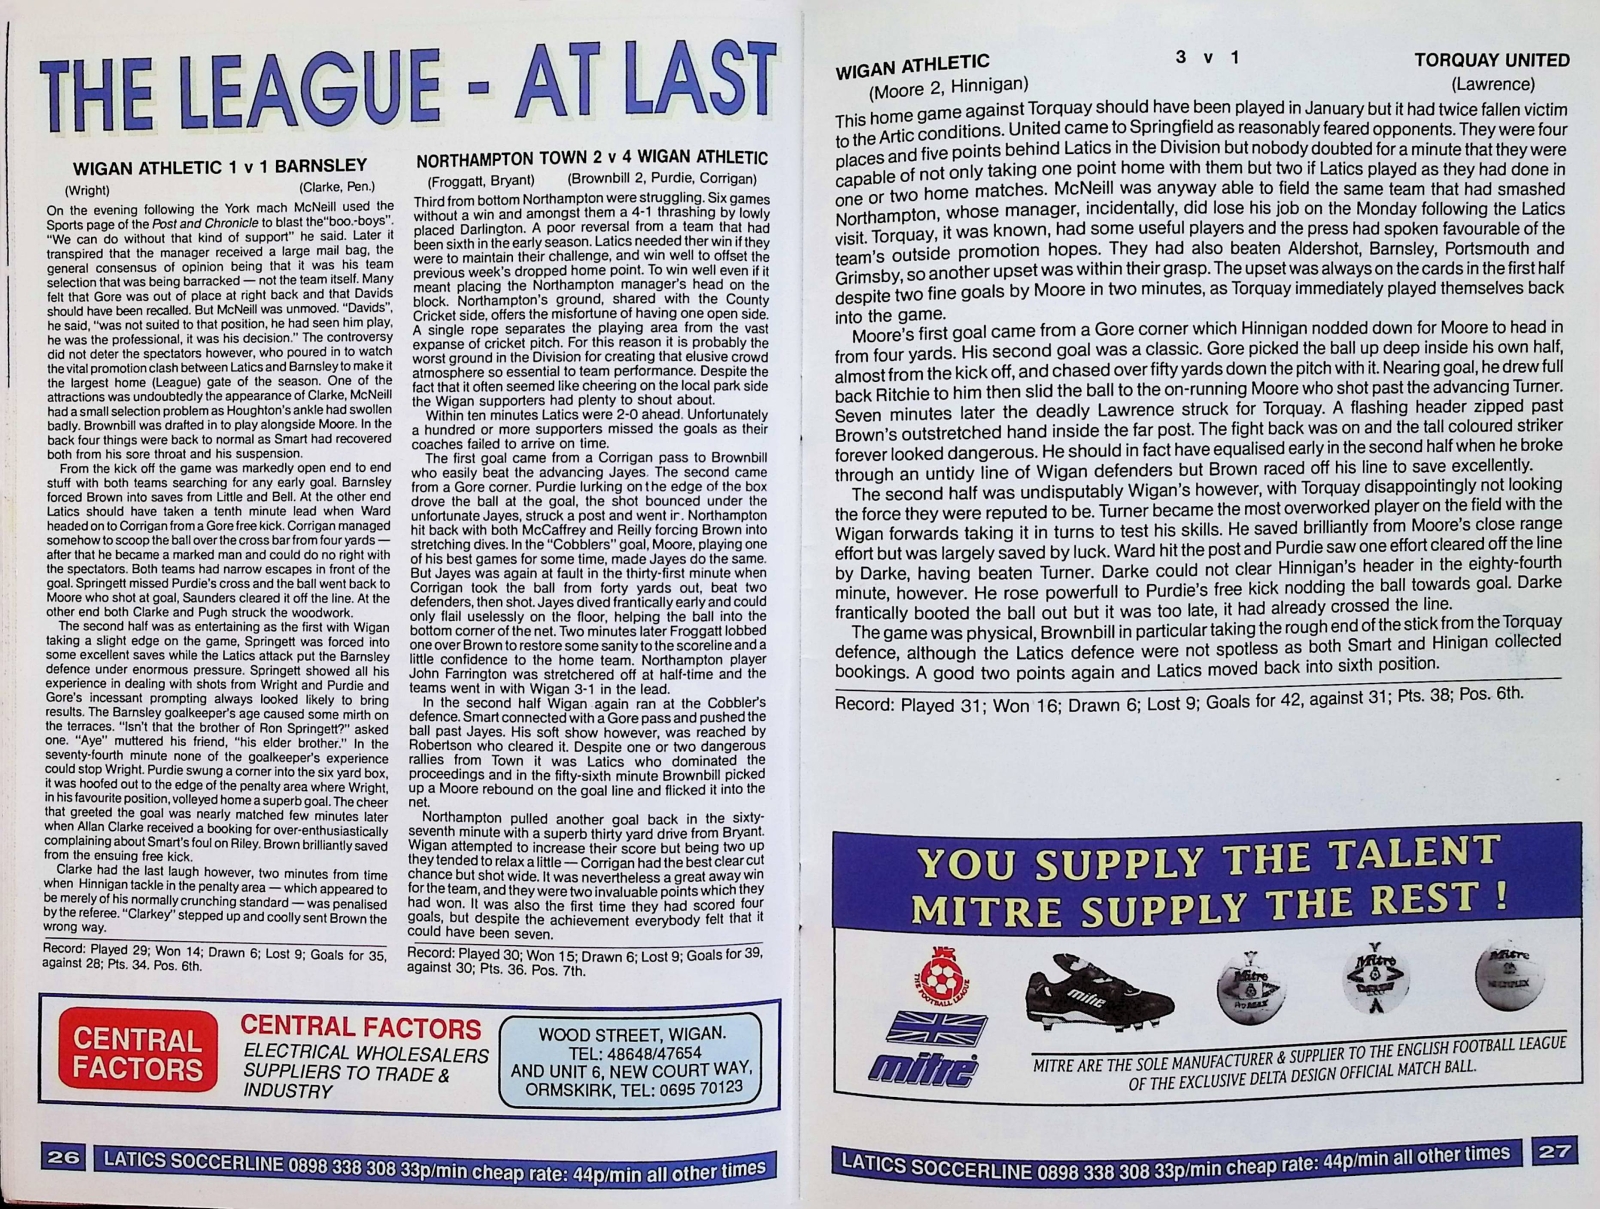 THE LEAGUE - AT LAST
WIGAN ATHLETIC 1 v 1 BARNSLEY
(Wright) (Clarke, Pen.)
On the evening following the York mach McNeill used the
Sports page of the Post and Chronicle to blast the"boo.-boys".
"We can do without that kind of support" he said. Later it
transpired that the manager received a large mail bag, the
general consensus of opinion being that it was his team
selection that was being barracked — not the team itself. Many
felt that Gore was out of place at right back and that Davids
should have been recalled. But McNeill was unmoved. "Davids",
he said, "was not suited to that position, he had seen him play,
he was the professional, it was his decision." The controversy
did not deter the spectators however, who poured in to watch
the vital promotion clash between Latics and Barnsley to make it
the largest home (League) gate of the season. One of the
attractions was undoubtedly the appearance of Clarke, McNeill
had a small selection problem as Houghton's ankle had swollen
badly. Brownbill was drafted in to play alongside Moore. In the
back four things were back to normal as Smart had recovered
both from his sore throat and his suspension.
From the kick off the game was markedly open end to end
stuff with both teams searching for any early goal. Barnsley
forced Brown into saves from Little and Bell. At the other end
Latics should have taken a tenth minute lead when Ward
headed on to Corrigan from a Gore free kick. Corrigan managed
somehow to scoop the ball over the cross bar from four yards —
after that he became a marked man and could do no right with
the spectators. Both teams had narrow escapes in front of the
goal. Springett missed Purdie's cross and the ball went back to
Moore who shot at goal, Saunders cleared it off the line. At the
other end both Clarke and Pugh struck the woodwork.
The second half was as entertaining as the first with Wigan
taking a slight edge on the game, Springett was forced into
some excellent saves while the Latics attack put the Barnsley
defence under enormous pressure. Springett showed all his
experience in dealing with shots from Wright and Purdie and
Gore's incessant prompting always looked likely to bring
results. The Barnsley goalkeeper's age caused some mirth on
the terraces. "Isn't that the brother of Ron Springett?" asked
one. "Aye" muttered his friend, "his elder brother." In the
seventy-fourth minute none of the goalkeeper's experience
could stop Wright. Purdie swung a corner into the six yard box,
it was hoofed out to the edge of the penalty area where Wright,
in his favourite position, volleyed home a superb goal. The cheer
that greeted the goal was nearly matched few minutes later
when Allan Clarke received a booking for over-enthusiastically
complaining about Smart's foul on Riley. Brown brilliantly saved
from the ensuing free kick.
Clarke had the last laugh however, two minutes from time
when Hinnigan tackle in the penalty area — which appeared to
be merely of his normally crunching standard — was penalised
by the referee. "Clarkey" stepped up and coolly sent Brown the
wrong way.
Record: Played 29; Won 14; Drawn 6; Lost 9; Goals for 35,
against 28; Pts. 34. Pos. 6th.
NORTHAMPTON TOWN 2 v 4 WIGAN ATHLETIC
(Froggatt, Bryant) (Brownbill 2, Purdie, Corrigan)
Third from bottom Northampton were struggling. Six games
without a win and amongst them a 4-1 thrashing by lowly
placed Darlington. A poor reversal from a team that had
been sixth in the early season. Latics needed ther win if they
were to maintain their challenge, and win well to offset the
previous week's dropped home point. To win well even if it
meant placing the Northampton manager's head on the
block. Northampton's ground, shared with the County
Cricket side, offers the misfortune of having one open side.
A single rope separates the playing area from the vast
expanse of cricket pitch. For this reason it is probably the
worst ground in the Division for creating that elusive crowd
atmosphere so essential to team performance. Despite the
fact that it often seemed like cheering on the local park side
the Wigan supporters had plenty to shout about.
Within ten minutes Latics were 2-0 ahead. Unfortunately
a hundred or more supporters missed the goals as their
coaches failed to arrive on time.
The first goal came from a Corrigan pass to Brownbill
who easily beat the advancing Jayes. The second came
from a Gore corner. Purdie lurking on the edge of the box
drove the ball at the goal, the shot bounced under the
unfortunate Jayes, struck a post and went ir. Northampton
hit back with both McCaffrey and Reilly forcing Brown into
stretching dives. In the "Cobblers" goal, Moore, playing one
of his best games for some time, made Jayes do the same.
But Jayes was again at fault in the thirty-first minute when
Corrigan took the ball from forty yards out, beat two
defenders, then shot. Jayes dived frantically early and could
only flail uselessly on the floor, helping the ball into the
bottom corner of the net. Two minutes later Froggatt lobbed
one over Brown to restore some sanity to the scoreline and a
little confidence to the home team. Northampton player
John Farrington was stretchered off at half-time and the
teams went in with Wigan 3-1 in the lead.
In the second half Wigan again ran at the Cobbler's
defence. Smart connected with a Gore pass and pushed the
ball past Jayes. His soft show however, was reached by
Robertson who cleared it. Despite one or two dangerous
rallies from Town it was Latics who dominated the
proceedings and in the fifty-sixth minute Brownbill picked
up a Moore rebound on the goal line and flicked it into the
net.
Northampton pulled another goal back in the sixty-
seventh minute with a superb thirty yard drive from Bryant.
Wigan attempted to increase their score but being two up
they tended to relax a little — Corrigan had the best clear cut
chance but shot wide. It was nevertheless a great away win
for the team, and they were two invaluable points which they
had won. It was also the first time they had scored four
goals, but despite the achievement everybody felt that it
could have been seven.
Record: Played 30; Won 15; Drawn 6; Lost 9; Goals for 39,
against 30; Pts. 36. Pos. 7th.
CENTRAL
FACTORS
CENTRAL FACTORS
ELECTRICAL WHOLESALERS
SUPPLIERS TO TRADE &
INDUSTRY
WOOD STREET, WIGAN.
TEL: 48648/47654
AND UNIT 6, NEW COURT WAY,
ORMSKIRK, TEL: 0695 70123
26 LATICS SOCCERLINE 0898 338 308 33p/min cheap rate: 44p/min all other times
WIGAN ATHLETIC 3 v 1 TORQUAY UNITED
(Moore 2, Hinnigan) (Lawrence)
This home game against Torquay should have been played in January but it had twice fallen victim
to the Artic conditions. United came to Springfield as reasonably feared opponents. They were four
places and five points behind Latics in the Division but nobody doubted for a minute that they were
capable of not only taking one point home with them but two if Latics played as they had done in
one or two home matches. McNeill was anyway able to field the same team that had smashed
Northampton, whose manager, incidentally, did lose his job on the Monday following the Latics
visit. Torquay, it was known, had some useful players and the press had spoken favourable of the
team's outside promotion hopes. They had also beaten Aldershot, Barnsley, Portsmouth and
Grimsby, so another upset was within their grasp. The upset was always on the cards in the first half
despite two fine goals by Moore in two minutes, as Torquay immediately played themselves back
into the game.
Moore's first goal came from a Gore corner which Hinnigan nodded down for Moore to head in
from four yards. His second goal was a classic. Gore picked the ball up deep inside his own half,
almost from the kick off, and chased over fifty yards down the pitch with it. Nearing goal, he drew full
back Ritchie to him then slid the ball to the on-running Moore who shot past the advancing Turner.
Seven minutes later the deadly Lawrence struck for Torquay. A flashing header zipped past
Brown's outstretched hand inside the far post. The fight back was on and the tall coloured striker
forever looked dangerous. He should in fact have equalised early in the second half when he broke
through an untidy line of Wigan defenders but Brown raced off his line to save excellently.
The second half was undisputably Wigan's however, with Torquay disappointingly not looking
the force they were reputed to be. Turner became the most overworked player on the field with the
Wigan forwards taking it in turns to test his skills. He saved brilliantly from Moore's close range
effort but was largely saved by luck. Ward hit the post and Purdie saw one effort cleared off the line
by Darke, having beaten Turner. Darke could not clear Hinnigan's header in the eighty-fourth
minute, however. He rose powerfull to Purdie's free kick nodding the ball towards goal. Darke
frantically booted the ball out but it was too late, it had already crossed the line.
The game was physical, Brownbill in particular taking the rough end of the stick from the Torquay
defence, although the Latics defence were not spotless as both Smart and Hinigan collected
bookings. A good two points again and Latics moved back into sixth position.
Record: Played 31; Won 16; Drawn 6; Lost 9; Goals for 42, against 31; Pts. 38; Pos. 6th.
YOU SUPPLY THE TALENT
MITRE SUPPLY THE REST !
THE FOOTBALL LEAGUE
mitre
mitre
Mitre
Mitre
Mitre
MITRE ARE THE SOLE MANUFACTURER & SUPPLIER TO THE ENGLISH FOOTBALL LEAGUE
OF THE EXCLUSIVE DELTA DESIGN OFFICIAL MATCH BALL.
LATICS SOCCERLINE 0898 338 308 33p/min cheap rate: 44p/min all other times 27